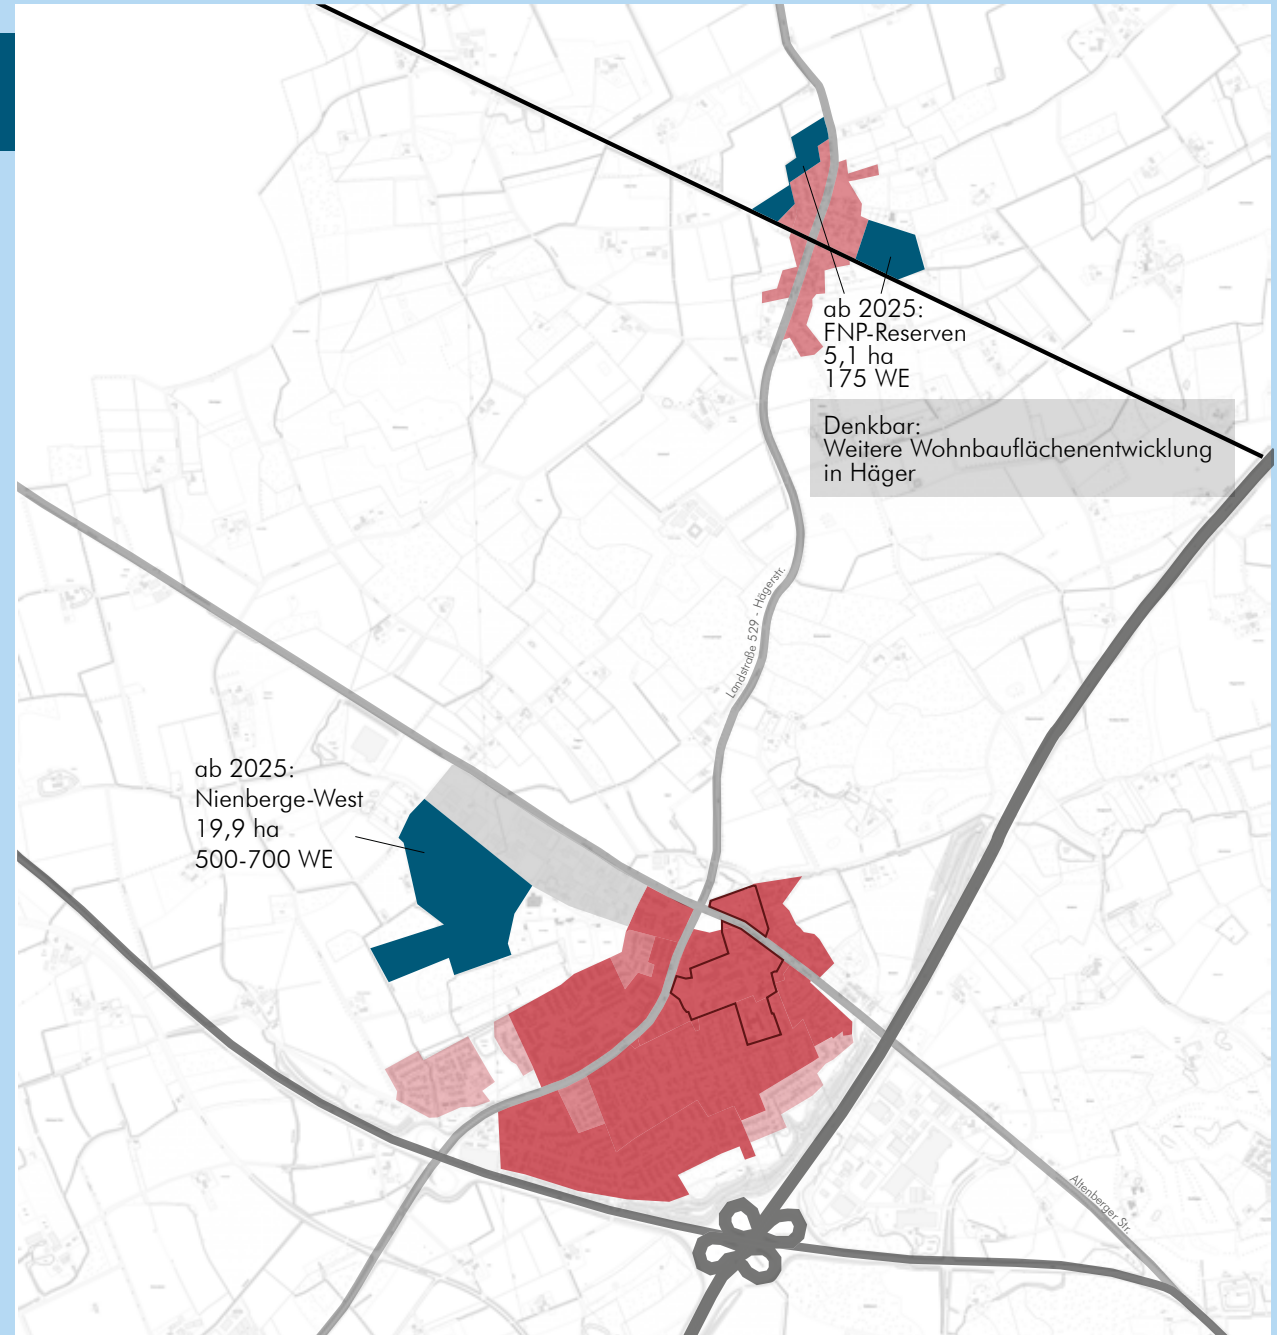 ab 2025:
FNP-Reserven
5,1 ha
175 WE
Denkbar:
Weitere Wohnbauflächenentwicklung
in Häger
Landstraße 529 - Hägerstr.
ab 2025:
Nienberge-West
19,9 ha
500-700 WE
Altenberger Str.